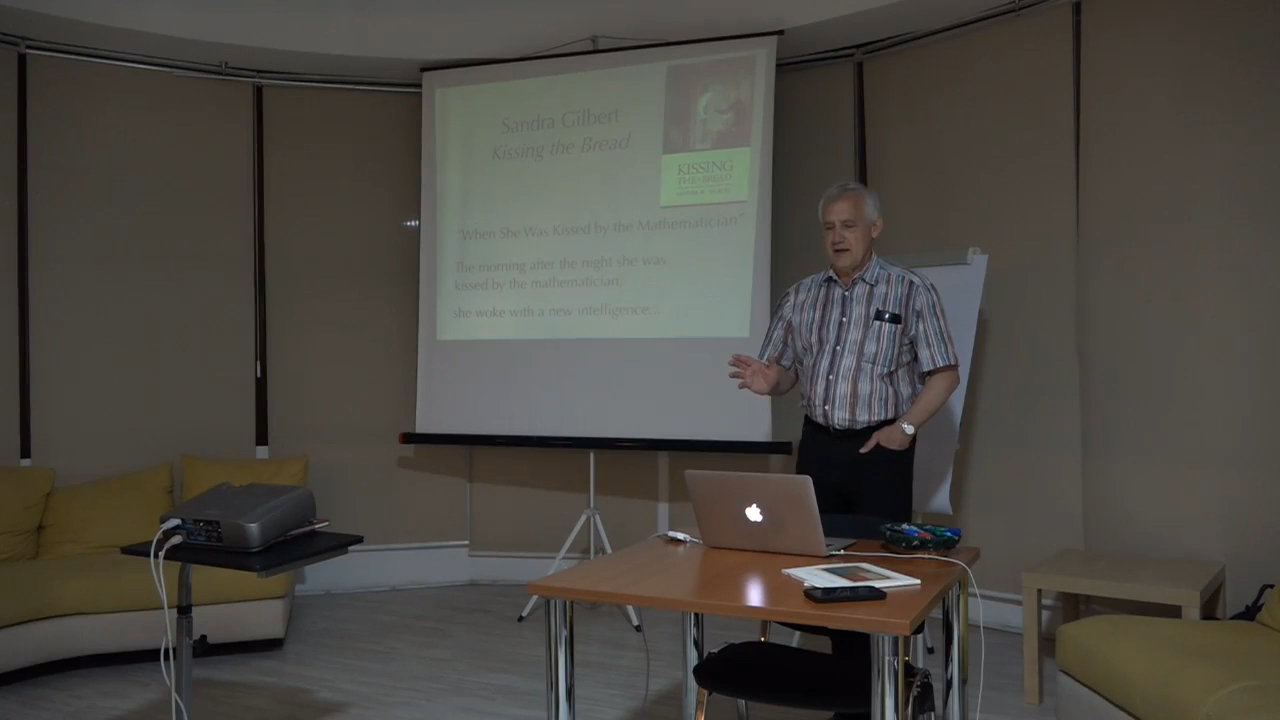 Sandra Gilbert
Kissing the Bread
KISSING
THE·BREAD
"When She Was Kissed by the Mathematician"
The morning after the night she was
kissed by the mathematician,
she woke with a new intelligence...